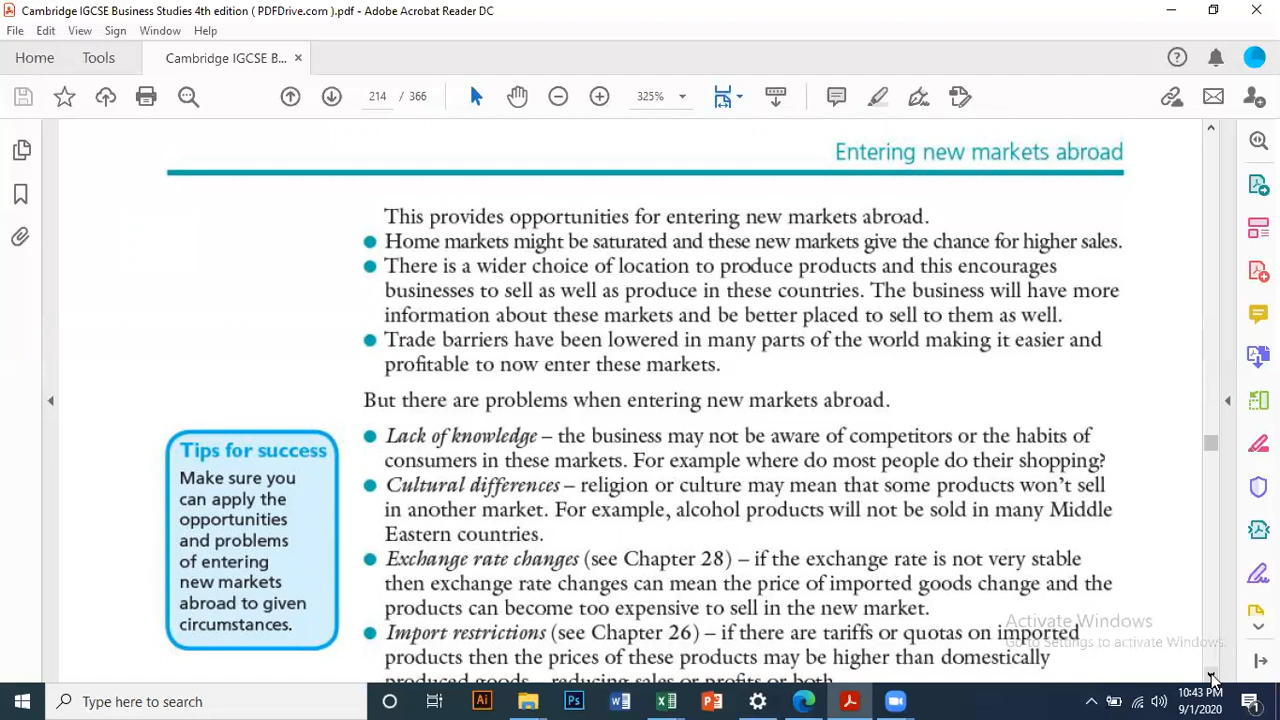 Cambridge IGCSE Business Studies 4th edition ( PDFDrive.com ).pdf - Adobe Acrobat Reader DC
File Edit View Sign Window Help
Home Tools Cambridge IGCSE B... ×
214 / 366 325%
Entering new markets abroad
This provides opportunities for entering new markets abroad.
Home markets might be saturated and these new markets give the chance for higher sales.
There is a wider choice of location to produce products and this encourages
businesses to sell as well as produce in these countries. The business will have more
information about these markets and be better placed to sell to them as well.
Trade barriers have been lowered in many parts of the world making it easier and
profitable to now enter these markets.
But there are problems when entering new markets abroad.
Lack of knowledge – the business may not be aware of competitors or the habits of
consumers in these markets. For example where do most people do their shopping?
Cultural differences – religion or culture may mean that some products won't sell
in another market. For example, alcohol products will not be sold in many Middle
Eastern countries.
Exchange rate changes (see Chapter 28) – if the exchange rate is not very stable
then exchange rate changes can mean the price of imported goods change and the
products can become too expensive to sell in the new market.
Import restrictions (see Chapter 26) – if there are tariffs or quotas on imported
products then the prices of these products may be higher than domestically
produced goods – reducing sales or profits or both.
Tips for success
Make sure you
can apply the
opportunities
and problems
of entering
new markets
abroad to given
circumstances.
Activate Windows
Go to Settings to activate Windows.
Type here to search
10:43 PM
9/1/2020